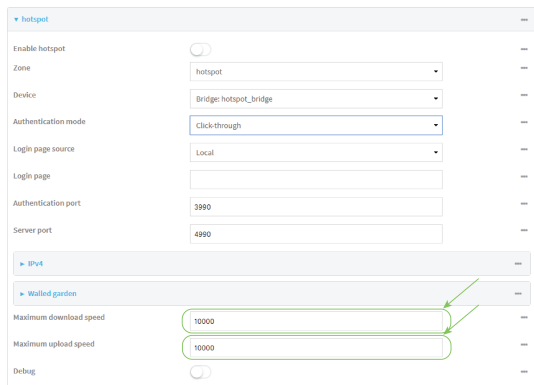 hotspot
Enable hotspot
Zone
hotspot
Device
Bridge: hotspot_bridge
Authentication mode
Click-through
Login page source
Local
Login page
Authentication port
3990
Server port
4990
IPv4
Walled garden
Maximum download speed
10000
Maximum upload speed
10000
Debug